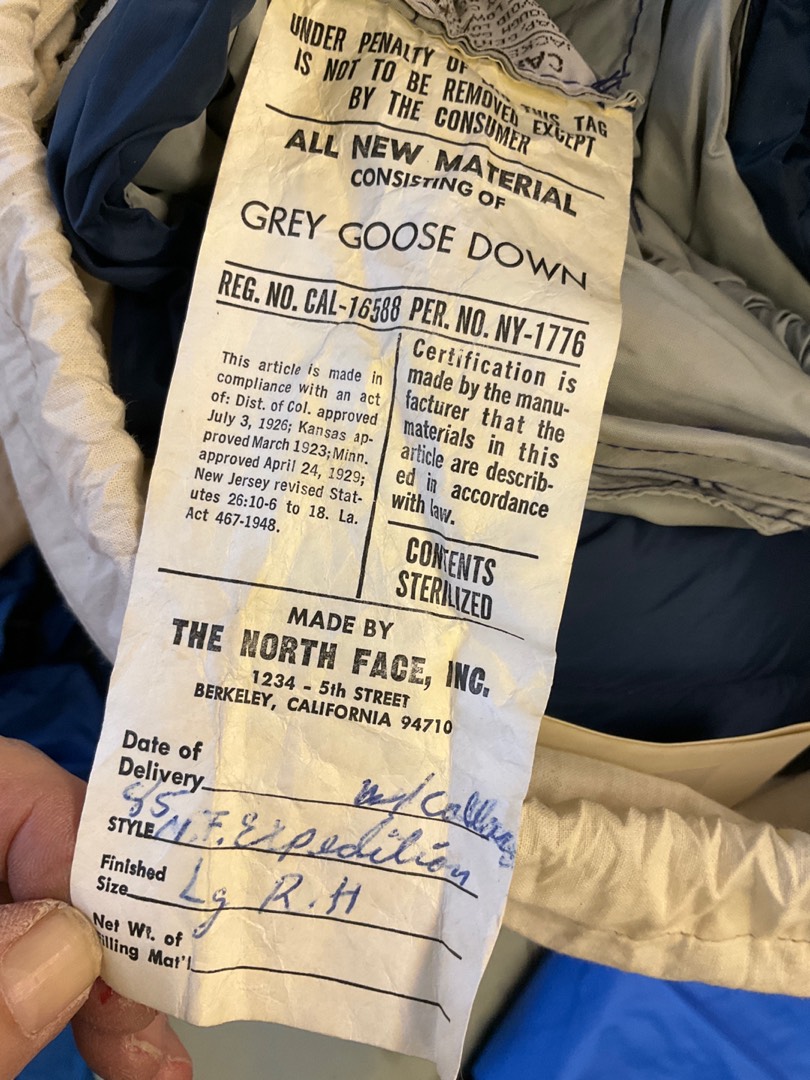 UNDER PENALTY OF THIS TAG
IS NOT TO BE REMOVED EXCEPT
BY THE CONSUMER
ALL NEW MATERIAL
CONSISTING OF
GREY GOOSE DOWN
REG. NO. CAL-16588 PER. NO. NY-1776
This article is made in
compliance with an act
of: Dist. of Col. approved
July 3, 1926; Kansas ap-
proved March 1923; Minn.
approved April 24, 1929;
New Jersey revised Stat-
utes 26:10-6 to 18. La.
Act 467-1948.
Certification is
made by the manu-
facturer that the
materials in this
article are describ-
ed in accordance
with law.
CONTENTS
STERILIZED
MADE BY
THE NORTH FACE, INC.
1234 - 5th STREET
BERKELEY, CALIFORNIA 94710
Date of
Delivery w/
STYLE N.F. Expedition
Finished
Size Lg R.H
Net Wt. of
Filling Mat'l